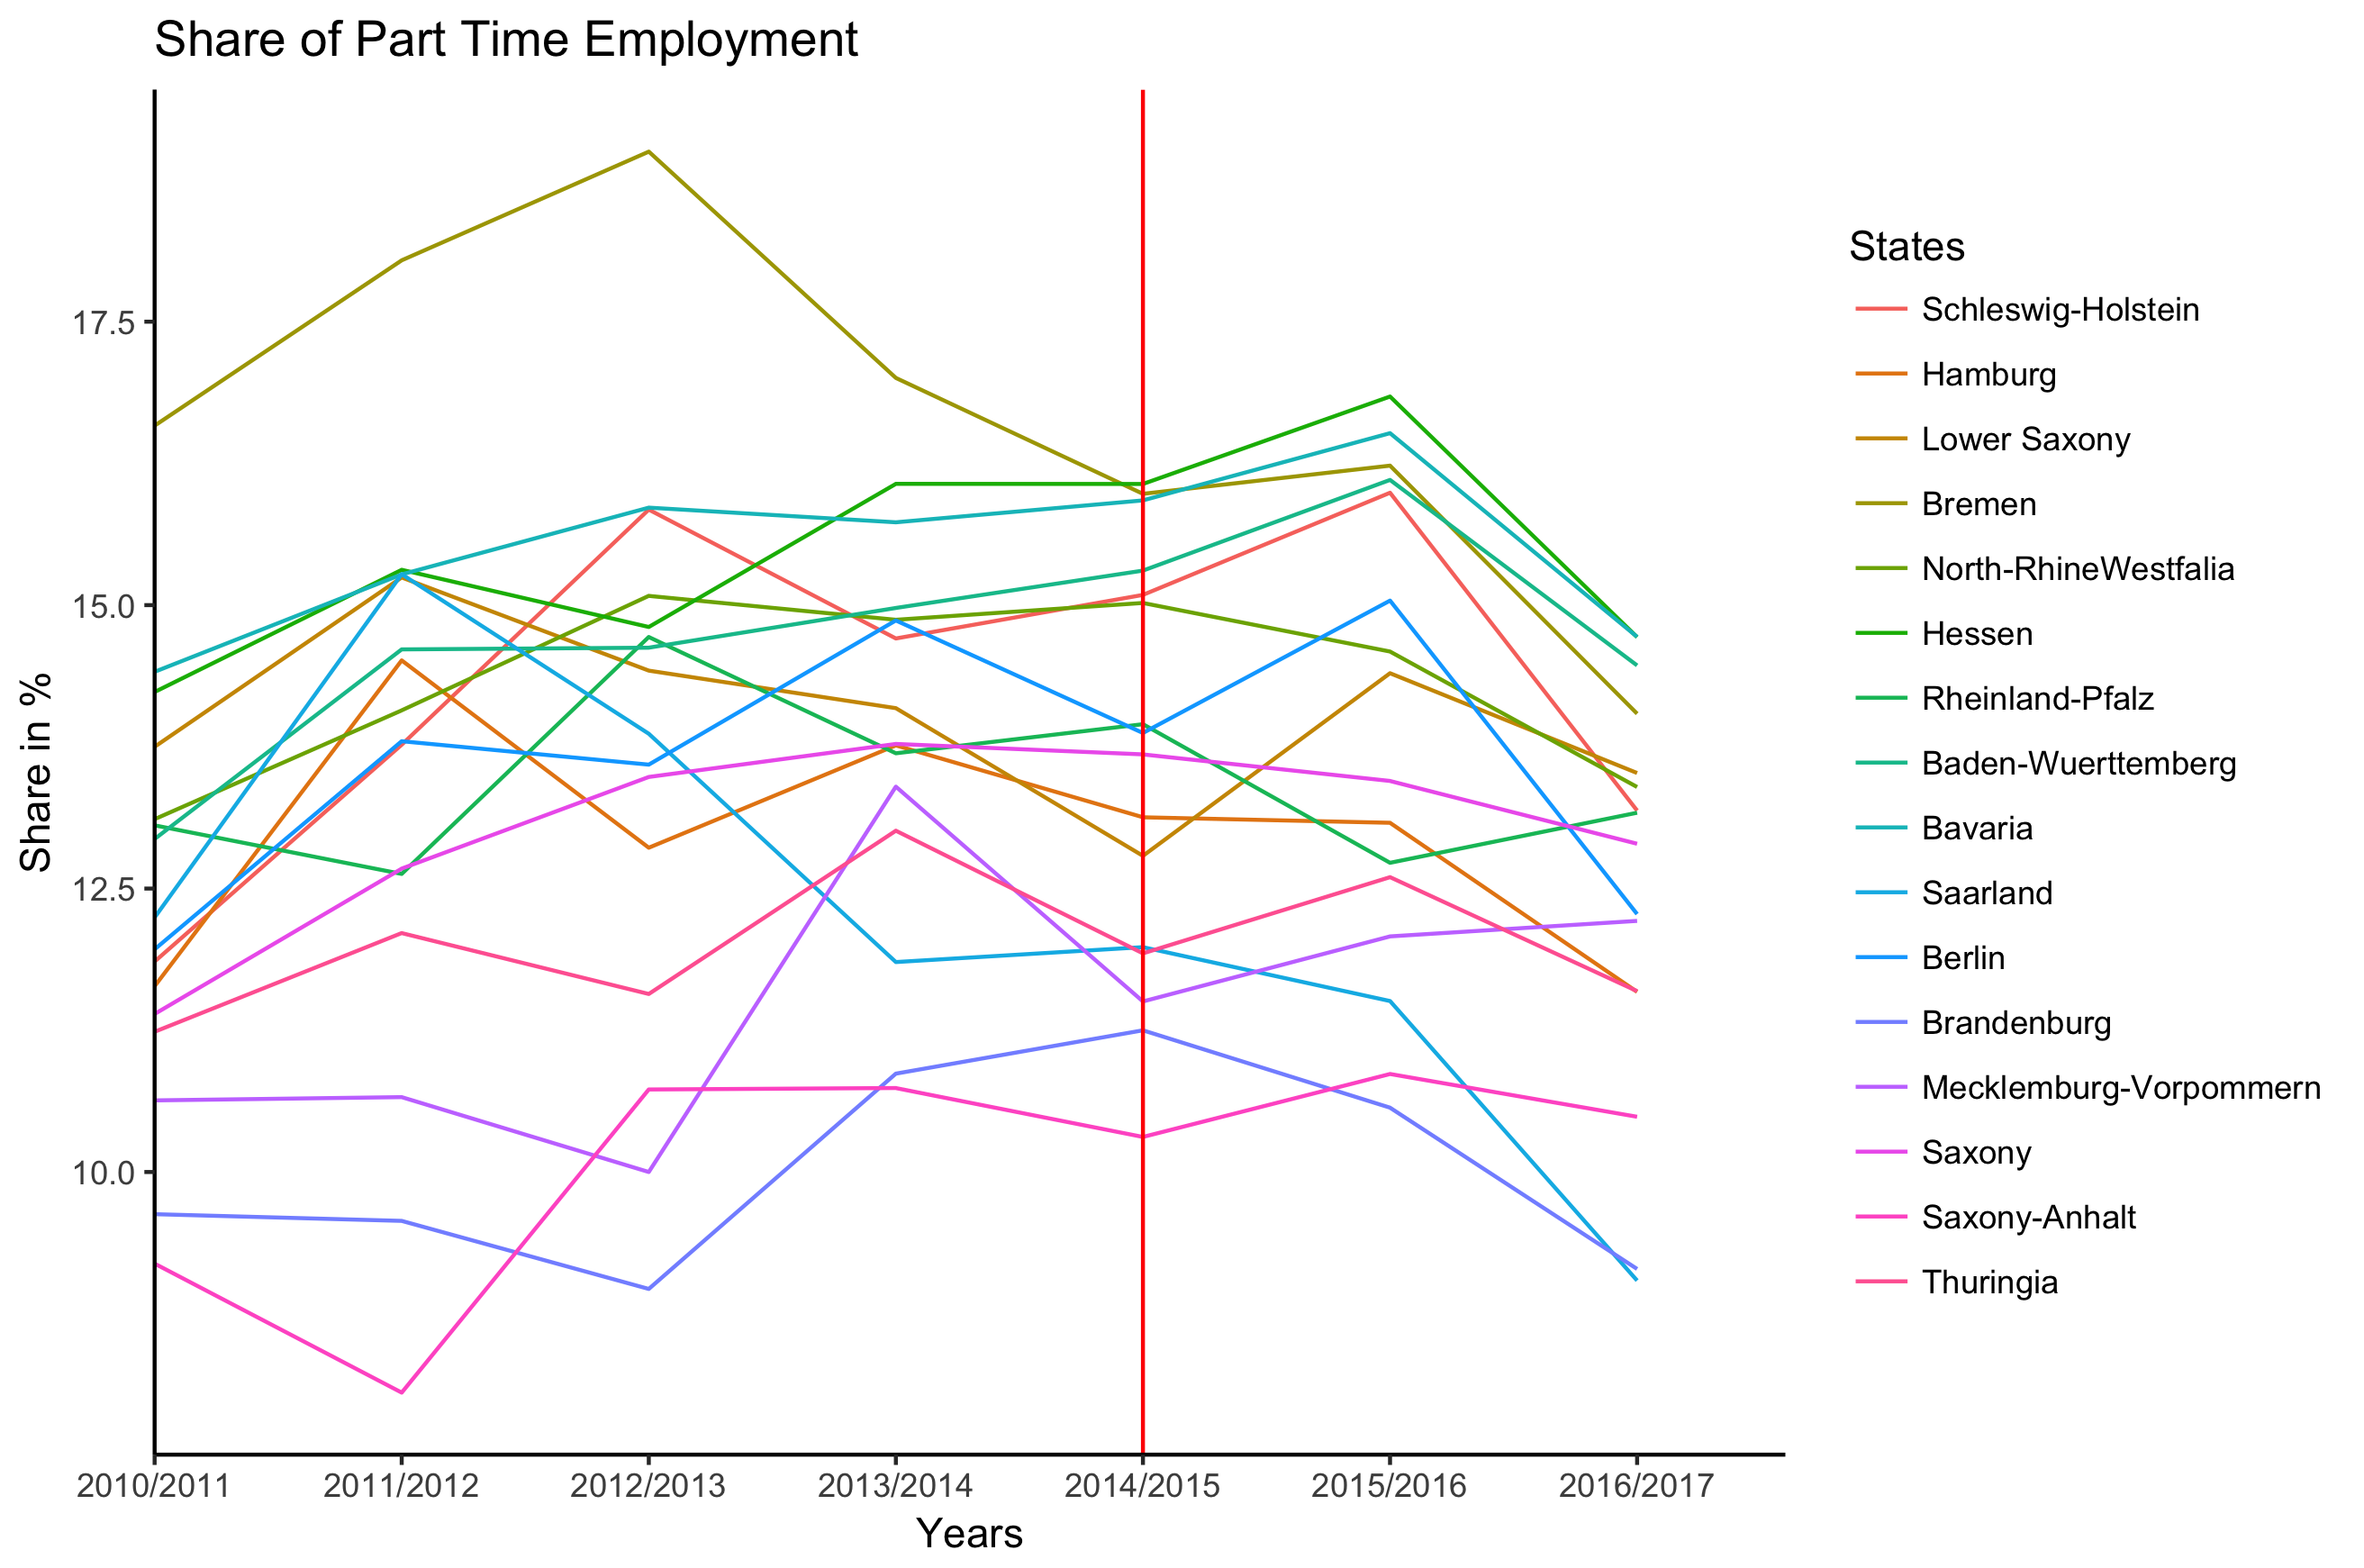 Share of Part Time Employment
Share in %
17.5
15.0
12.5
10.0
2010/2011 2011/2012 2012/2013 2013/2014 2014/2015 2015/2016 2016/2017
Years
States
Schleswig-Holstein
Hamburg
Lower Saxony
Bremen
North-RhineWestfalia
Hessen
Rheinland-Pfalz
Baden-Wuerttemberg
Bavaria
Saarland
Berlin
Brandenburg
Mecklemburg-Vorpommern
Saxony
Saxony-Anhalt
Thuringia